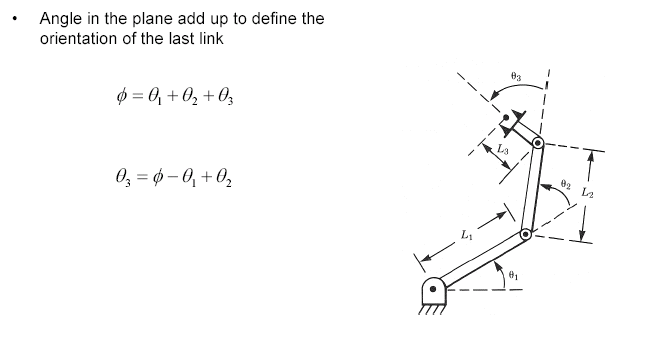 • Angle in the plane add up to define the
orientation of the last link
ϕ = θ₁ + θ₂ + θ₃
θ₃ = ϕ − θ₁ + θ₂
θ₃
L₃
θ₂
L₂
L₁
θ₁